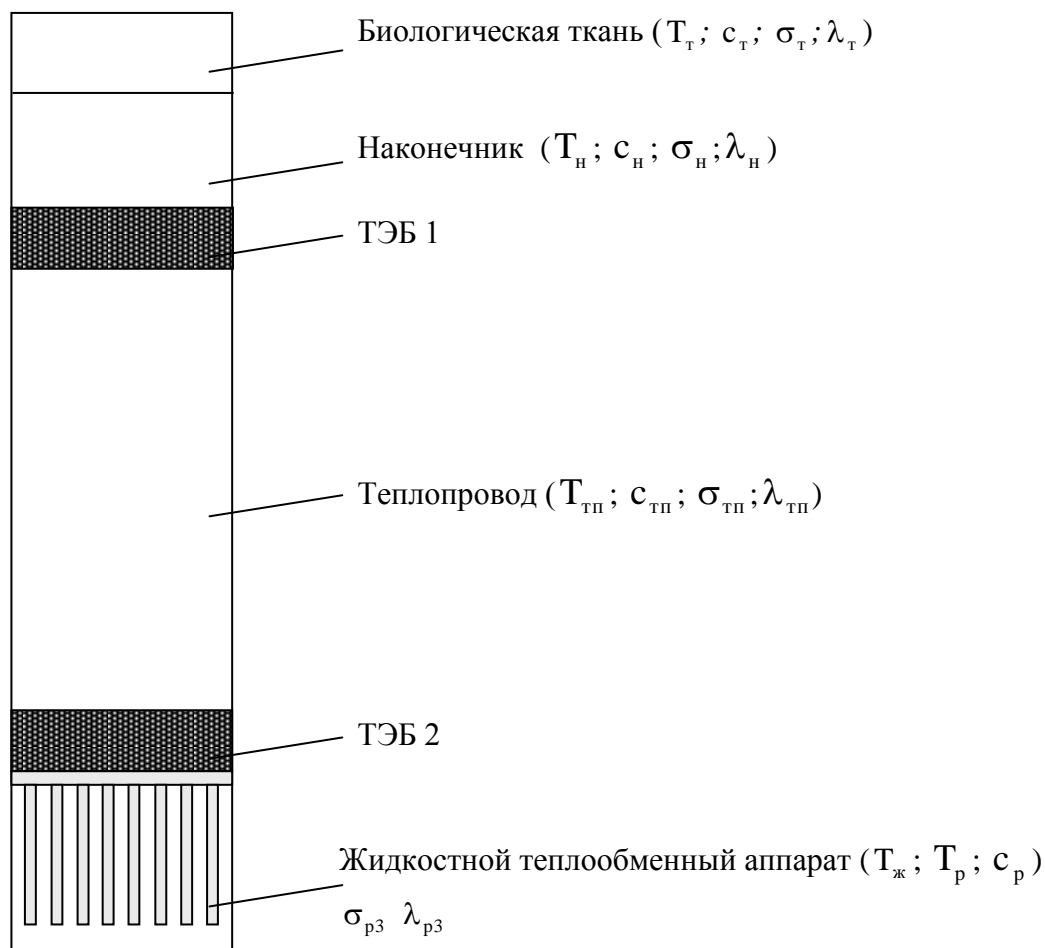 Биологическая ткань (Tт; cт; σт; λт)
Наконечник (Tн; cн; σн; λн)
ТЭБ 1
Теплопровод (Tтп; cтп; σтп; λтп)
ТЭБ 2
Жидкостной теплообменный аппарат (Tж; Tр; cр)
σр3 λр3